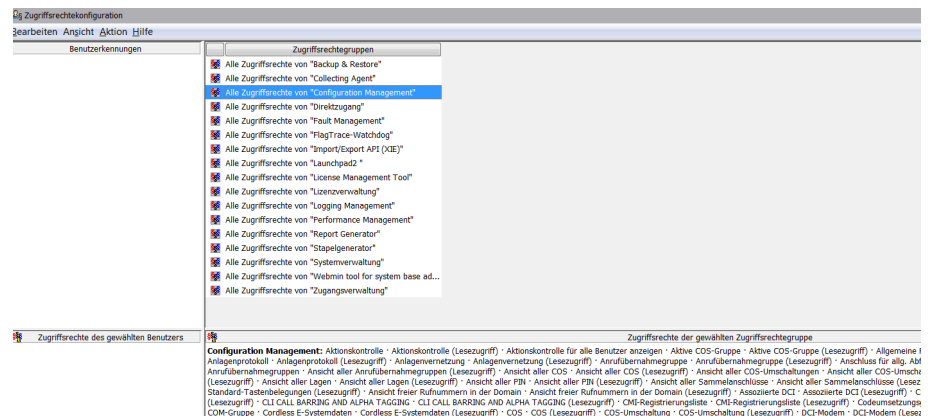 Zugriffsrechtekonfiguration
Bearbeiten Ansicht Aktion Hilfe
Benutzerkennungen
Zugriffsrechtegruppen
Alle Zugriffsrechte von "Backup & Restore"
Alle Zugriffsrechte von "Collecting Agent"
Alle Zugriffsrechte von "Configuration Management"
Alle Zugriffsrechte von "Direktzugang"
Alle Zugriffsrechte von "Fault Management"
Alle Zugriffsrechte von "FlagTrace-Watchdog"
Alle Zugriffsrechte von "Import/Export API (XIE)"
Alle Zugriffsrechte von "Launchpad2 "
Alle Zugriffsrechte von "License Management Tool"
Alle Zugriffsrechte von "Lizenzverwaltung"
Alle Zugriffsrechte von "Logging Management"
Alle Zugriffsrechte von "Performance Management"
Alle Zugriffsrechte von "Report Generator"
Alle Zugriffsrechte von "Stapelgenerator"
Alle Zugriffsrechte von "Systemverwaltung"
Alle Zugriffsrechte von "Webmin tool for system base ad...
Alle Zugriffsrechte von "Zugangsverwaltung"
Zugriffsrechte des gewählten Benutzers
Zugriffsrechte der gewählten Zugriffsrechtegruppe
Configuration Management: Aktionskontrolle · Aktionskontrolle (Lesezugriff) · Aktionskontrolle für alle Benutzer anzeigen · Aktive COS-Gruppe · Aktive COS-Gruppe (Lesezugriff) · Allgemeine
Anlagenprotokoll · Anlagenprotokoll (Lesezugriff) · Anlagenvernetzung · Anlagenvernetzung (Lesezugriff) · Anrufübernahmegruppe · Anrufübernahmegruppe (Lesezugriff) · Anschluss für allg.
Anrufübernahmegruppen · Ansicht aller Anrufübernahmegruppen (Lesezugriff) · Ansicht aller COS · Ansicht aller COS (Lesezugriff) · Ansicht aller COS-Umschaltungen · Ansicht aller COS-Umscha
(Lesezugriff) · Ansicht aller Lagen · Ansicht aller Lagen (Lesezugriff) · Ansicht aller PIN · Ansicht aller PIN (Lesezugriff) · Ansicht aller Sammelanschlüsse · Ansicht aller Sammelanschlüsse (Lesez
Standard-Tastenbelegungen (Lesezugriff) · Ansicht freier Rufnummern in der Domain · Ansicht freier Rufnummern in der Domain (Lesezugriff) · Assozierte DCI · Assoziierte DCI (Lesezugriff) · C
(Lesezugriff) · CLI CALL BARRING AND ALPHA TAGGING · CLI CALL BARRING AND ALPHA TAGGING (Lesezugriff) · CMI-Registrierungsliste · CMI-Registrierungsliste (Lesezugriff) · Codeumsetzungs
COM-Gruppe · Cordless E-Systemdaten · Cordless E-Systemdaten (Lesezugriff) · COS · COS (Lesezugriff) · COS-Umschaltung · COS-Umschaltung (Lesezugriff) · DCI-Modem · DCI-Modem (Lesez